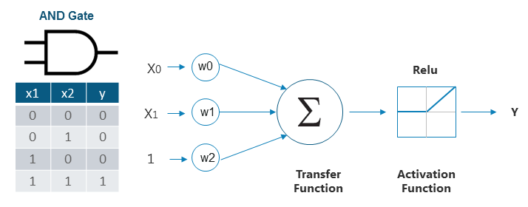 AND Gate
x1 x2 y
0 0 0
0 1 0
1 0 0
1 1 1
X0 w0
X1 w1
1 w2
Σ
Transfer
Function
Relu
Activation
Function
Y